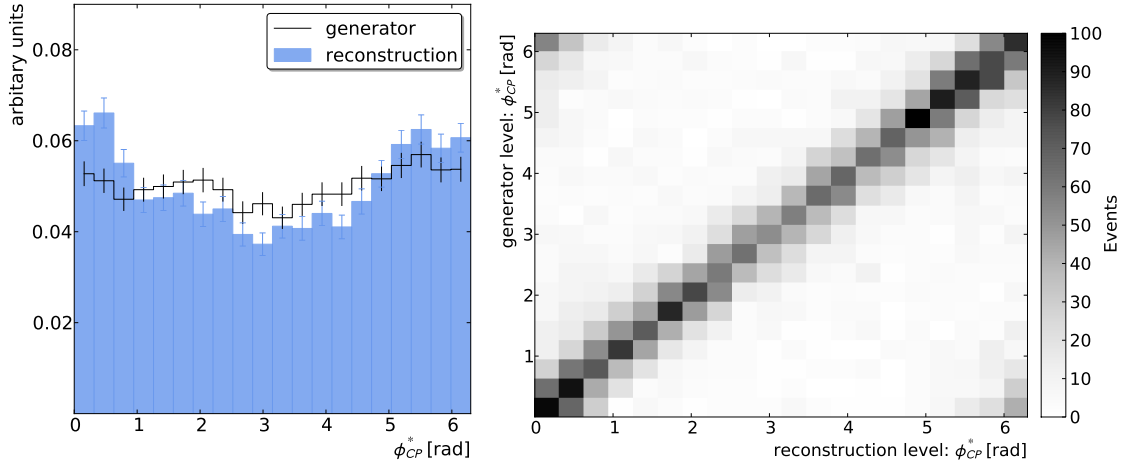 arbitary units
0.08
0.06
0.04
0.02
generator
reconstruction
0 1 2 3 4 5 6
ϕ*CP [rad]
generator level: ϕ*CP [rad]
6
5
4
3
2
1
0 1 2 3 4 5 6
reconstruction level: ϕ*CP [rad]
100
90
80
70
60
50
40
30
20
10
0
Events